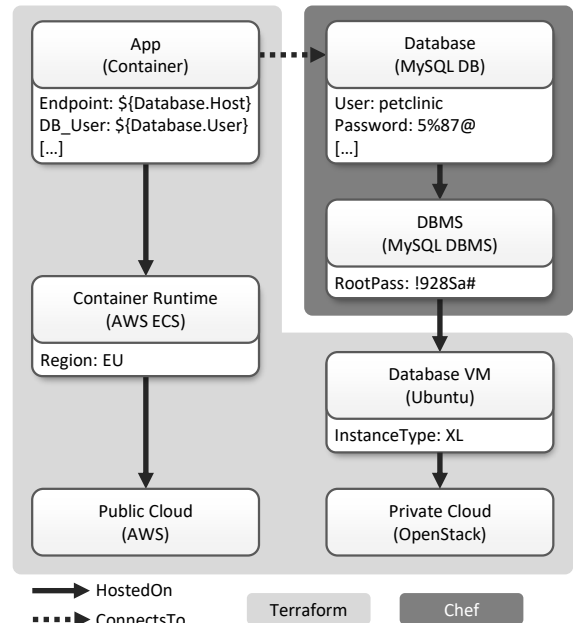 App
(Container)
Endpoint: ${Database.Host}
DB_User: ${Database.User}
[...]
Database
(MySQL DB)
User: petclinic
Password: 5%87@
[...]
DBMS
(MySQL DBMS)
RootPass: !928Sa#
Container Runtime
(AWS ECS)
Region: EU
Database VM
(Ubuntu)
InstanceType: XL
Public Cloud
(AWS)
Private Cloud
(OpenStack)
HostedOn
ConnectsTo
Terraform
Chef